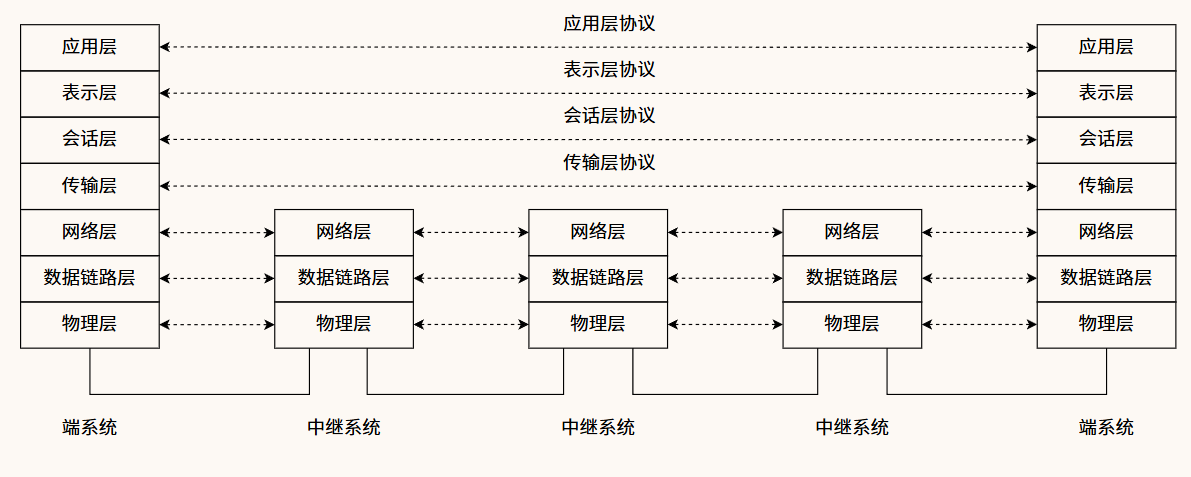 应用层协议
应用层 应用层
表示层协议
表示层 表示层
会话层协议
会话层 会话层
传输层协议
传输层 传输层
网络层 网络层 网络层 网络层 网络层
数据链路层 数据链路层 数据链路层 数据链路层 数据链路层
物理层 物理层 物理层 物理层 物理层
端系统 中继系统 中继系统 中继系统 端系统